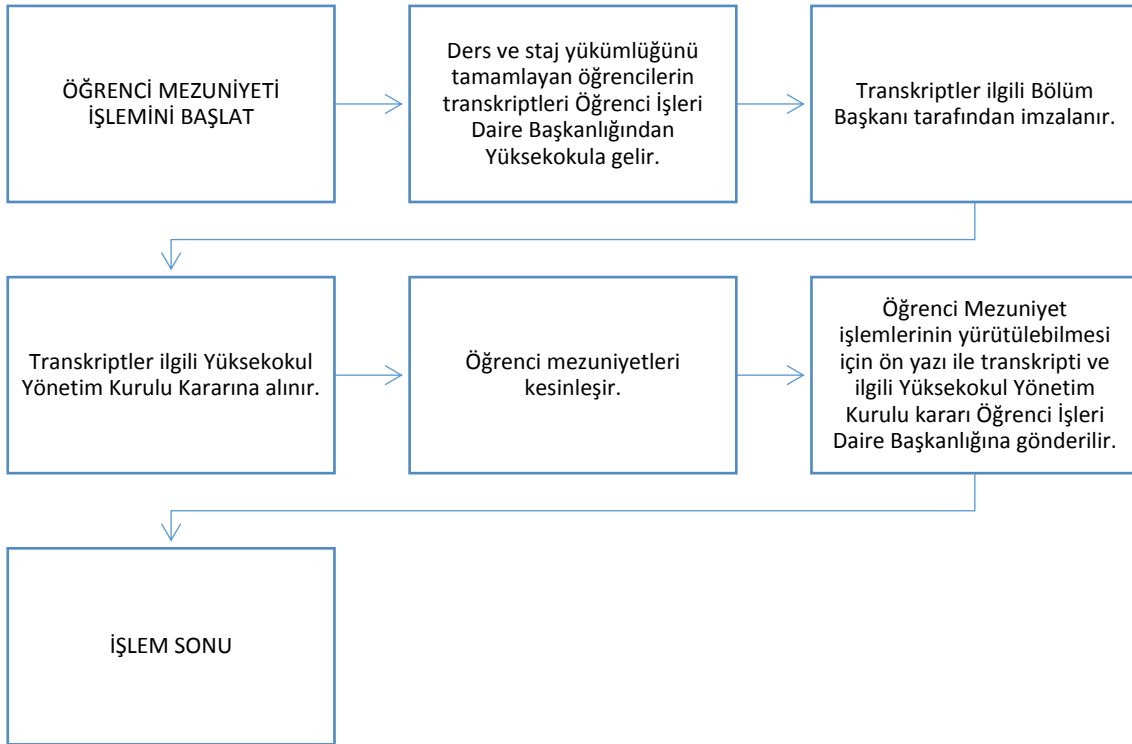 ÖĞRENCİ MEZUNİYETİ
İŞLEMİNİ BAŞLAT
Ders ve staj yükümlüğünü
tamamlayan öğrencilerin
transkriptleri Öğrenci İşleri
Daire Başkanlığından
Yüksekokula gelir.
Transkriptler ilgili Bölüm
Başkanı tarafından imzalanır.
Transkriptler ilgili Yüksekokul
Yönetim Kurulu Kararına alınır.
Öğrenci mezuniyetleri
kesinleşir.
Öğrenci Mezuniyet
işlemlerinin yürütülebilmesi
için ön yazı ile transkripti ve
ilgili Yüksekokul Yönetim
Kurulu kararı Öğrenci İşleri
Daire Başkanlığına gönderilir.
İŞLEM SONU